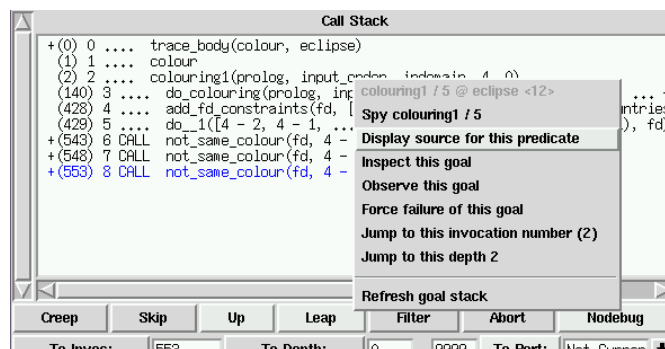 Call Stack
+(0) 0 .... trace_body(colour, eclipse)
(1) 1 .... colour
(2) 2 .... colouring1(prolog, input_order, indomain, 4, 0)
(140) 3 .... do_colouring(prolog, inp ... -
(428) 4 .... add_fd_constraints(fd, [ ntries
(429) 5 .... do__1([4 - 2, 4 - 1, ... ), fd)
+(543) 6 CALL not_same_colour(fd, 4 -
+(548) 7 CALL not_same_colour(fd, 4 -
+(553) 8 CALL not_same_colour(fd, 4 -
colouring1 / 5 @ eclipse <12>
Spy colouring1 / 5
Display source for this predicate
Inspect this goal
Observe this goal
Force failure of this goal
Jump to this invocation number (2)
Jump to this depth 2
Refresh goal stack
Creep Skip Up Leap Filter Abort Nodebug
To Invoc: 553 To Depth: 0 9999 To Port: